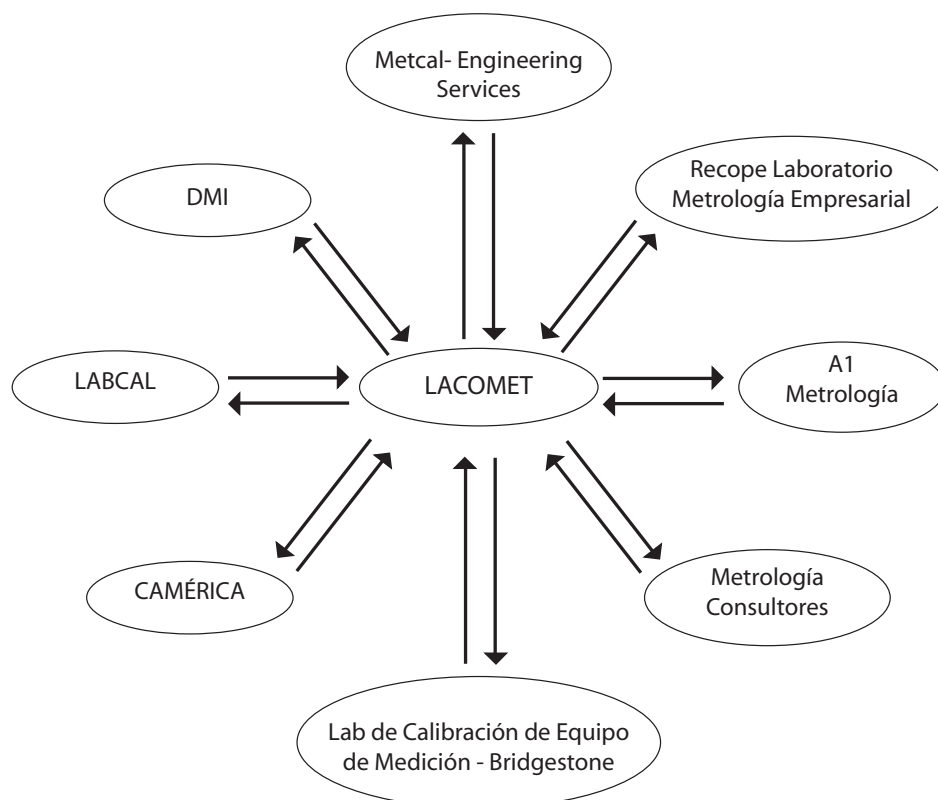 Metcal- Engineering
Services
DMI
Recope Laboratorio
Metrología Empresarial
LABCAL
LACOMET
A1
Metrología
CAMÉRICA
Metrología
Consultores
Lab de Calibración de Equipo
de Medición - Bridgestone